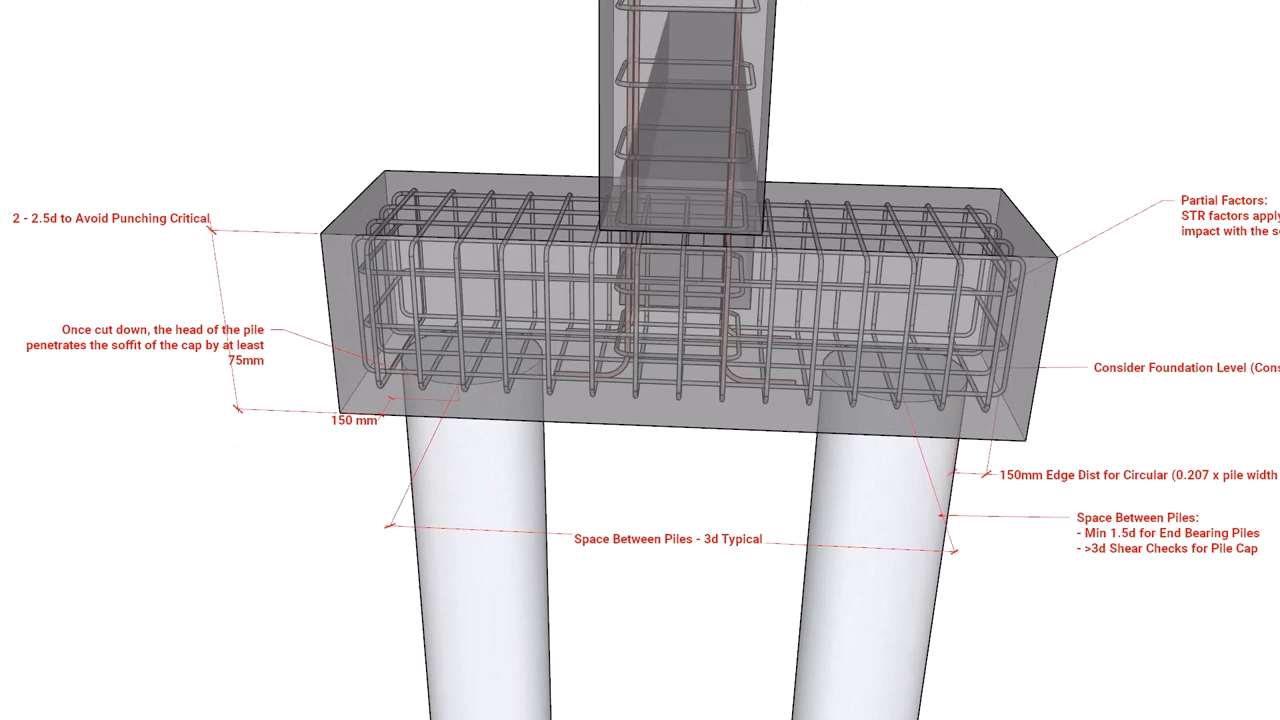 2 - 2.5d to Avoid Punching Critical
Partial Factors:
STR factors apply
impact with the
Once cut down, the head of the pile
penetrates the soffit of the cap by at least
75mm
Consider Foundation Level
150 mm
150mm Edge Dist for Circular (0.207 x pile width
Space Between Piles:
- Min 1.5d for End Bearing Piles
- >3d Shear Checks for Pile Cap
Space Between Piles - 3d Typical